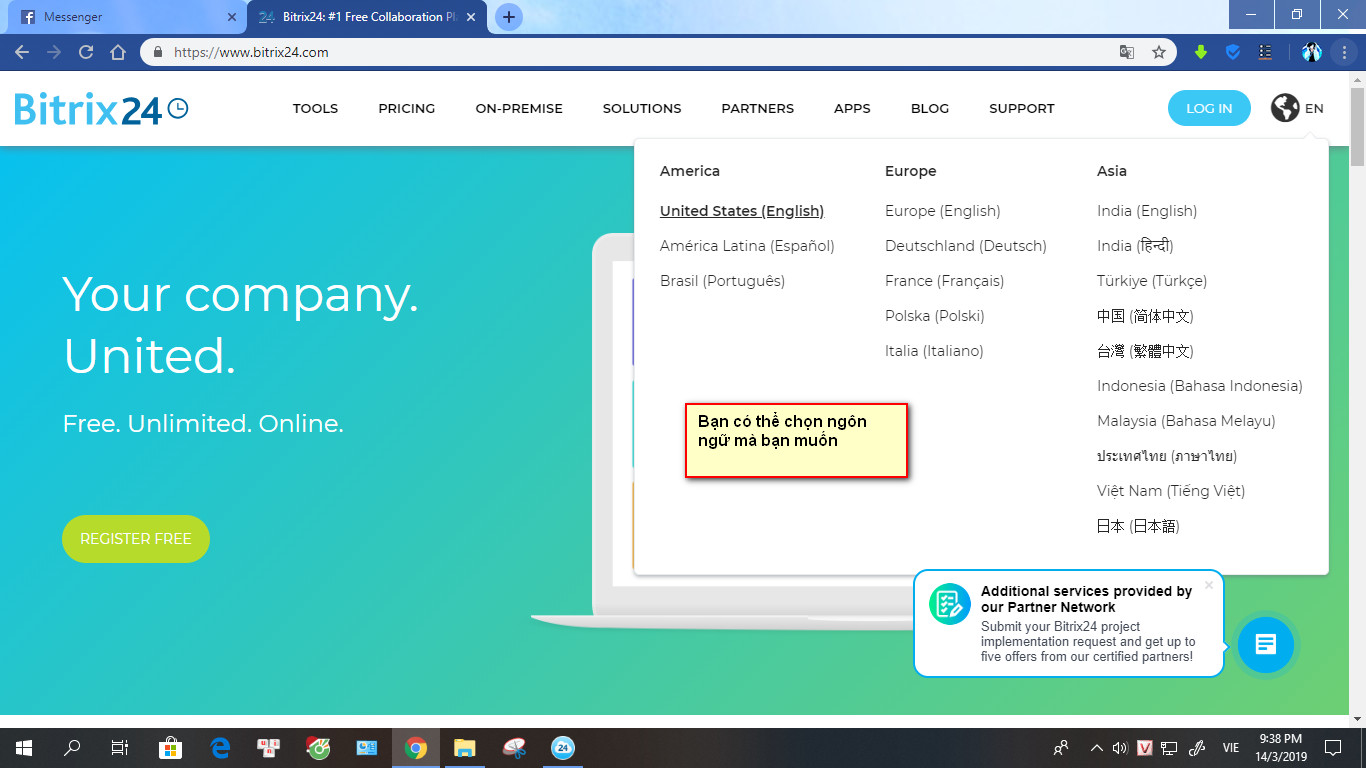 Messenger
Bitrix24: #1 Free Collaboration Pl
https://www.bitrix24.com
Bitrix24
TOOLS
PRICING
ON-PREMISE
SOLUTIONS
PARTNERS
APPS
BLOG
SUPPORT
LOG IN
EN
Your company.
United.
Free. Unlimited. Online.
REGISTER FREE
America
United States (English)
América Latina (Español)
Brasil (Português)
Europe
Europe (English)
Deutschland (Deutsch)
France (Français)
Polska (Polski)
Italia (Italiano)
Asia
India (English)
India (हिन्दी)
Türkiye (Türkçe)
中国 (简体中文)
台灣 (繁體中文)
Indonesia (Bahasa Indonesia)
Malaysia (Bahasa Melayu)
ประเทศไทย (ภาษาไทย)
Việt Nam (Tiếng Việt)
日本 (日本語)
Bạn có thể chọn ngôn
ngữ mà bạn muốn
Additional services provided by
our Partner Network
Submit your Bitrix24 project
implementation request and get up to
five offers from our certified partners!
24
V
VIE
9:38 PM
14/3/2019